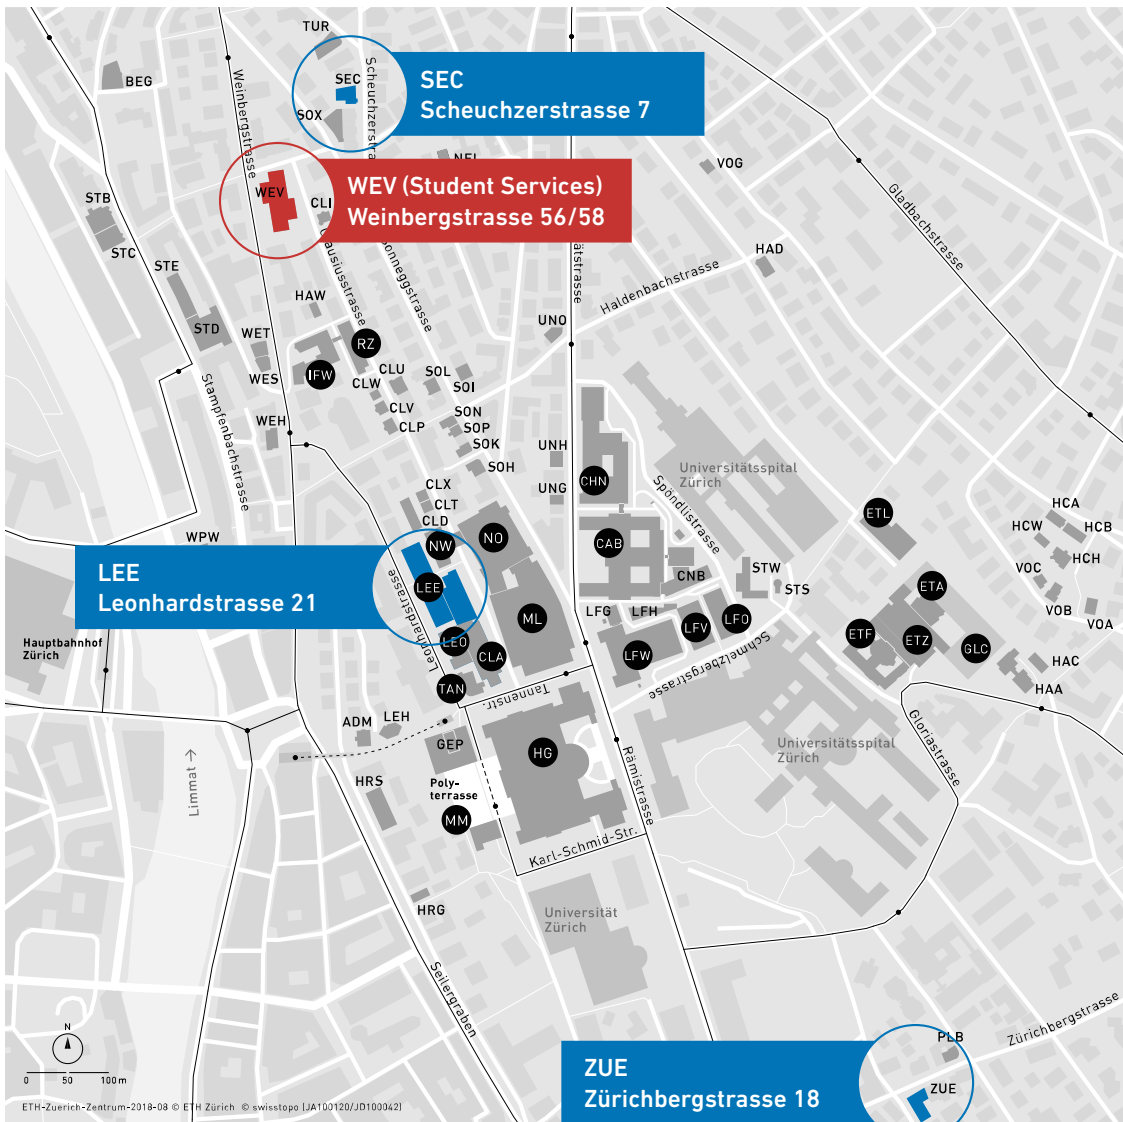 TUR
SEC
Scheuchzerstrasse 7
SEC
BEG
Weinbergstrasse
SOX
WEV (Student Services)
Weinbergstrasse 56/58
WEV
CLI
VOG
Gladbachstrasse
STB
STC
STE
STD
HAD
Haldenbachstrasse
Clausiusstrasse
Sonneggstrasse
HAW
UNO
WET
RZ
WES
IFW
CLU
CLW
SOL
SOI
CLV
CLP
SON
SOP
SOK
SOH
WEH
Stampfenbachstrasse
UNH
UNG
CHN
Universitätsspital
Zürich
Spöndlistrasse
CLX
CLT
CLD
NW
NO
CAB
ETL
HCA
HCB
HCW
HCH
VOC
VOB
VOA
WPW
LEE
Leonhardstrasse 21
LEE
Leonhardstrasse
CNB
STW
STS
ETA
ETF
ETZ
GLC
HAC
HAA
LFG
LFH
LFV
LFO
LFW
ML
LEO
CLA
TAN
Tannenstr.
Schmelzbergstrasse
Hauptbahnhof
Zürich
ADM
LEH
GEP
HG
Rämistrasse
Universitätsspital
Zürich
Gloriastrasse
Limmat →
HRS
Poly-
terrasse
MM
Karl-Schmid-Str.
HRG
Universität
Zürich
Seilergraben
Zürichbergstrasse
PLB
ZUE
Zürichbergstrasse 18
ZUE
N
0 50 100 m
ETH-Zuerich-Zentrum-2018-08 © ETH Zürich © swisstopo (JA100120/JD100042)